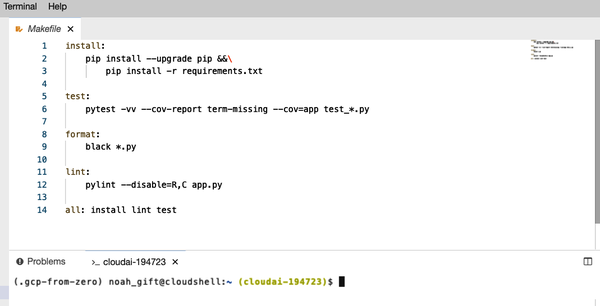 Terminal Help
Makefile ×
1 install:
2 pip install --upgrade pip &&\
3 pip install -r requirements.txt
4
5 test:
6 pytest -vv --cov-report term-missing --cov=app test_*.py
7
8 format:
9 black *.py
10
11 lint:
12 pylint --disable=R,C app.py
13
14 all: install lint test
Problems >_ cloudai-194723 ×
(.gcp-from-zero) noah_gift@cloudshell:~ (cloudai-194723)$